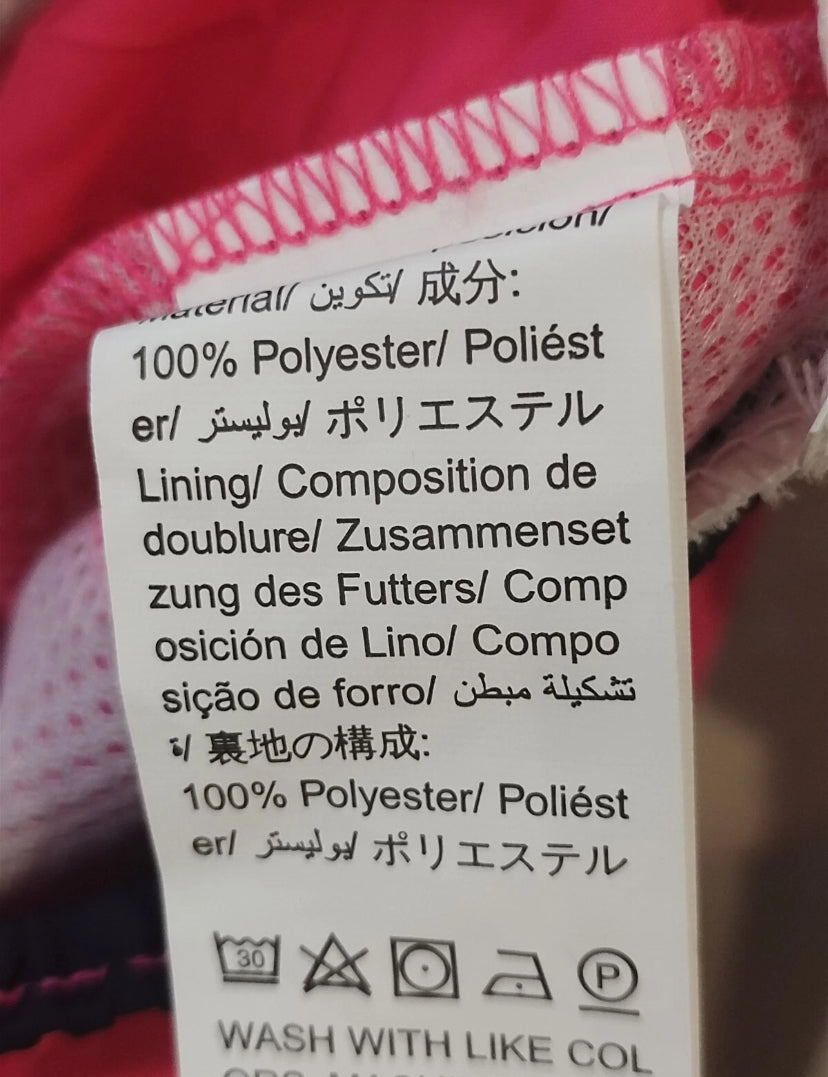 Material/ تكوين/ 成分:
100% Polyester/ Poliést
er/ بوليستر/ ポリエステル
Lining/ Composition de
doublure/ Zusammenset
zung des Futters/ Comp
osición de Lino/ Compo
sição de forro/ تشكيلة مبطن
ة/ 裏地の構成:
100% Polyester/ Poliést
er/ بوليستر/ ポリエステル
30 P
WASH WITH LIKE COL